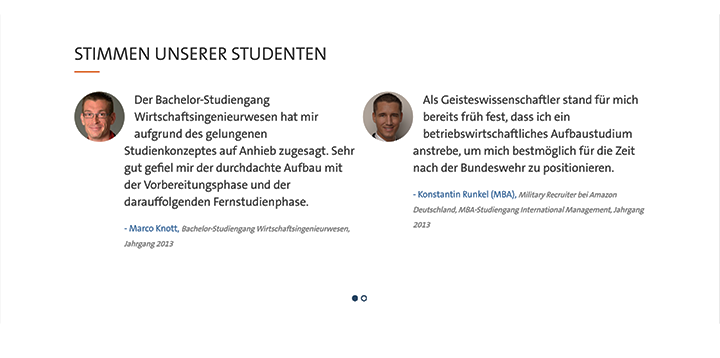 STIMMEN UNSERER STUDENTEN
Der Bachelor-Studiengang
Wirtschaftsingenieurwesen hat mir
aufgrund des gelungenen
Studienkonzeptes auf Anhieb zugesagt. Sehr
gut gefiel mir der durchdachte Aufbau mit
der Vorbereitungsphase und der
darauffolgenden Fernstudienphase.
- Marco Knott, Bachelor-Studiengang Wirtschaftsingenieurwesen,
Jahrgang 2013
Als Geisteswissenschaftler stand für mich
bereits früh fest, dass ich ein
betriebswirtschaftliches Aufbaustudium
anstrebe, um mich bestmöglich für die Zeit
nach der Bundeswehr zu positionieren.
- Konstantin Runkel (MBA), Military Recruiter bei Amazon
Deutschland, MBA-Studiengang International Management, Jahrgang
2013